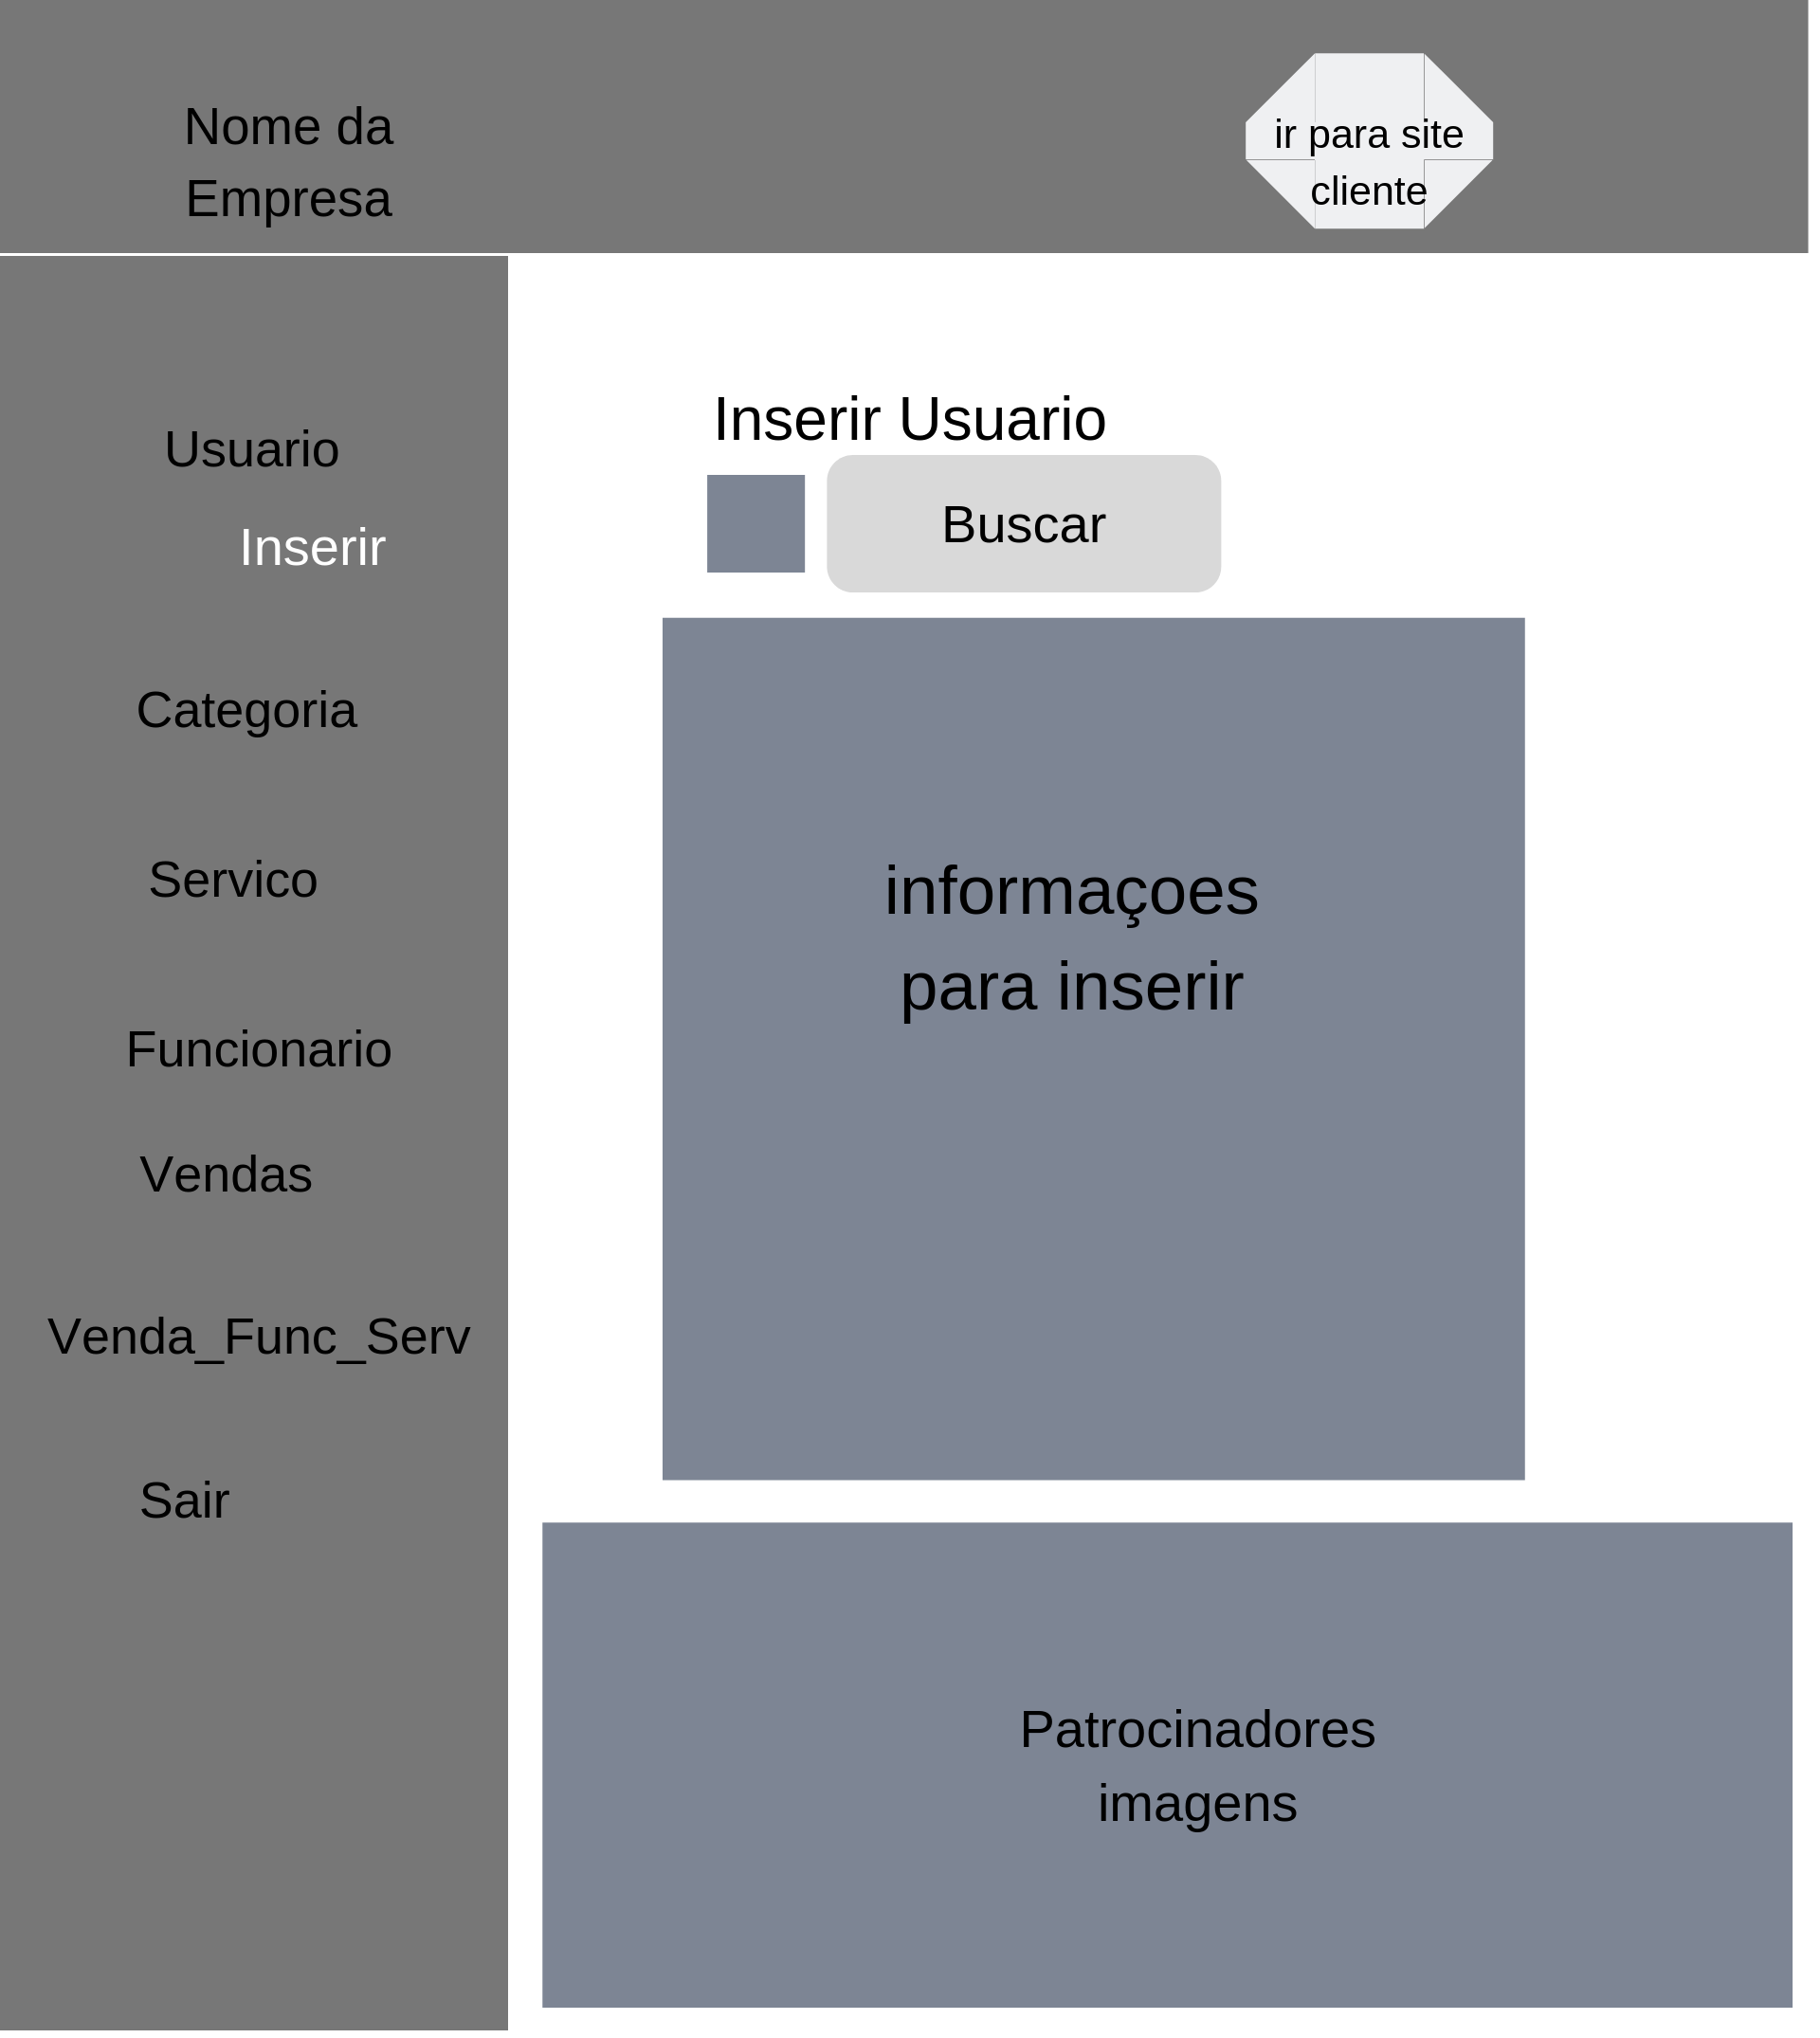 Nome da
Empresa
ir para site
cliente
Usuario
Inserir
Categoria
Servico
Funcionario
Vendas
Venda_Func_Serv
Sair
Inserir Usuario
Buscar
informaçoes
para inserir
Patrocinadores
imagens